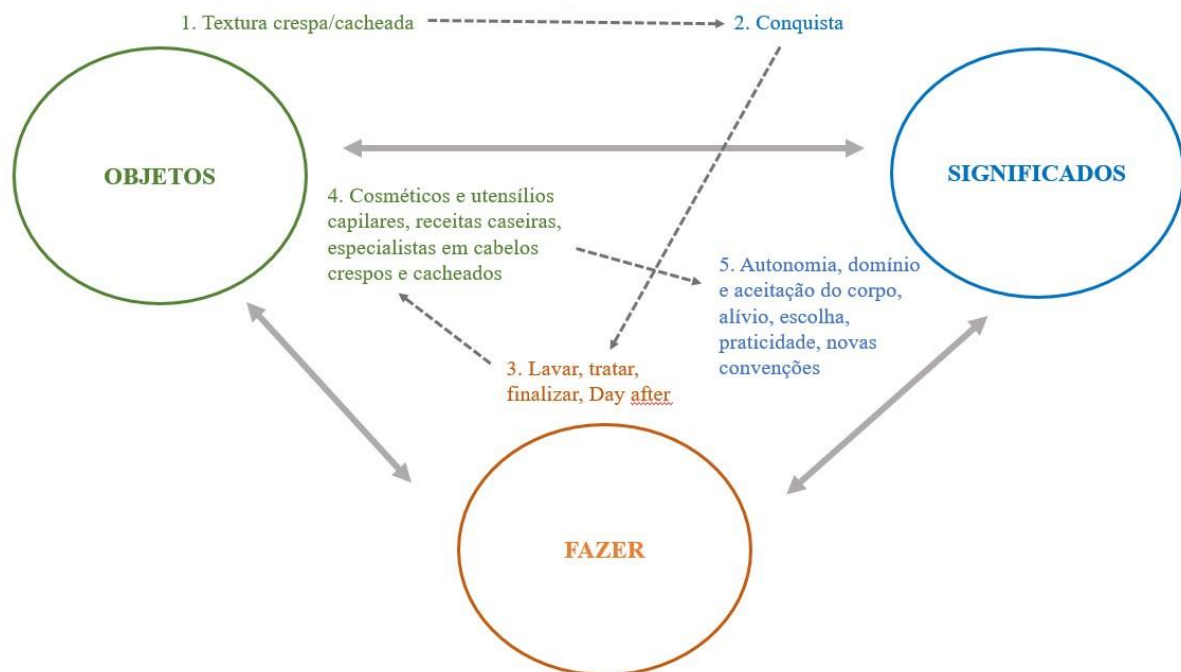 1. Textura crespa/cacheada
2. Conquista
OBJETOS
SIGNIFICADOS
4. Cosméticos e utensílios
capilares, receitas caseiras,
especialistas em cabelos
crespos e cacheados
5. Autonomia, domínio
e aceitação do corpo,
alívio, escolha,
praticidade, novas
convenções
3. Lavar, tratar,
finalizar, Day after
FAZER